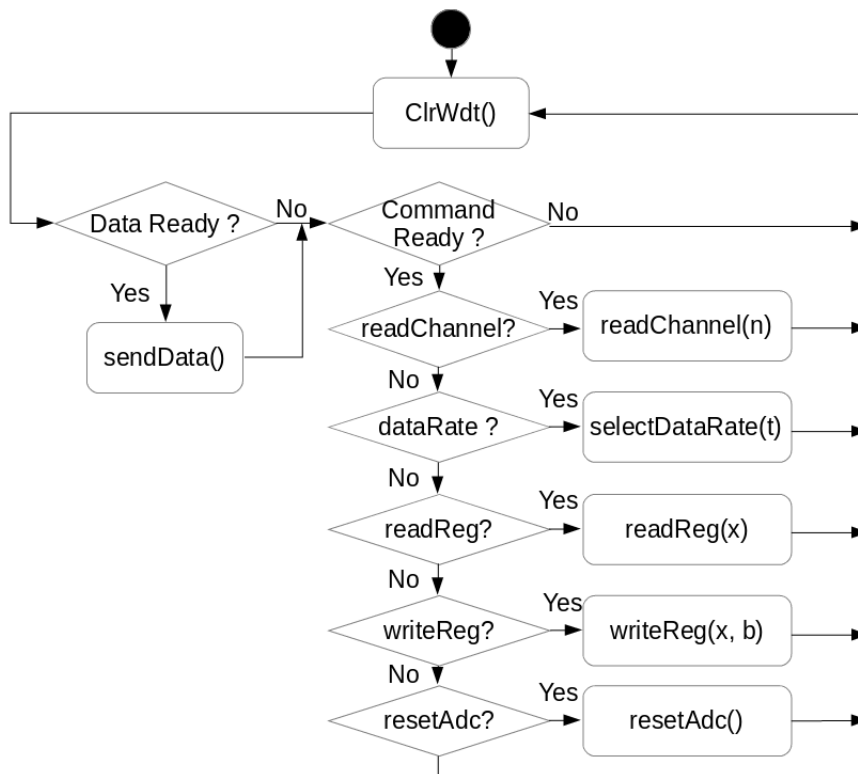 ClrWdt()
Data Ready ?
No
Command
Ready ?
No
Yes
Yes
sendData()
readChannel?
Yes
readChannel(n)
No
dataRate ?
Yes
selectDataRate(t)
No
readReg?
Yes
readReg(x)
No
writeReg?
Yes
writeReg(x, b)
No
resetAdc?
Yes
resetAdc()